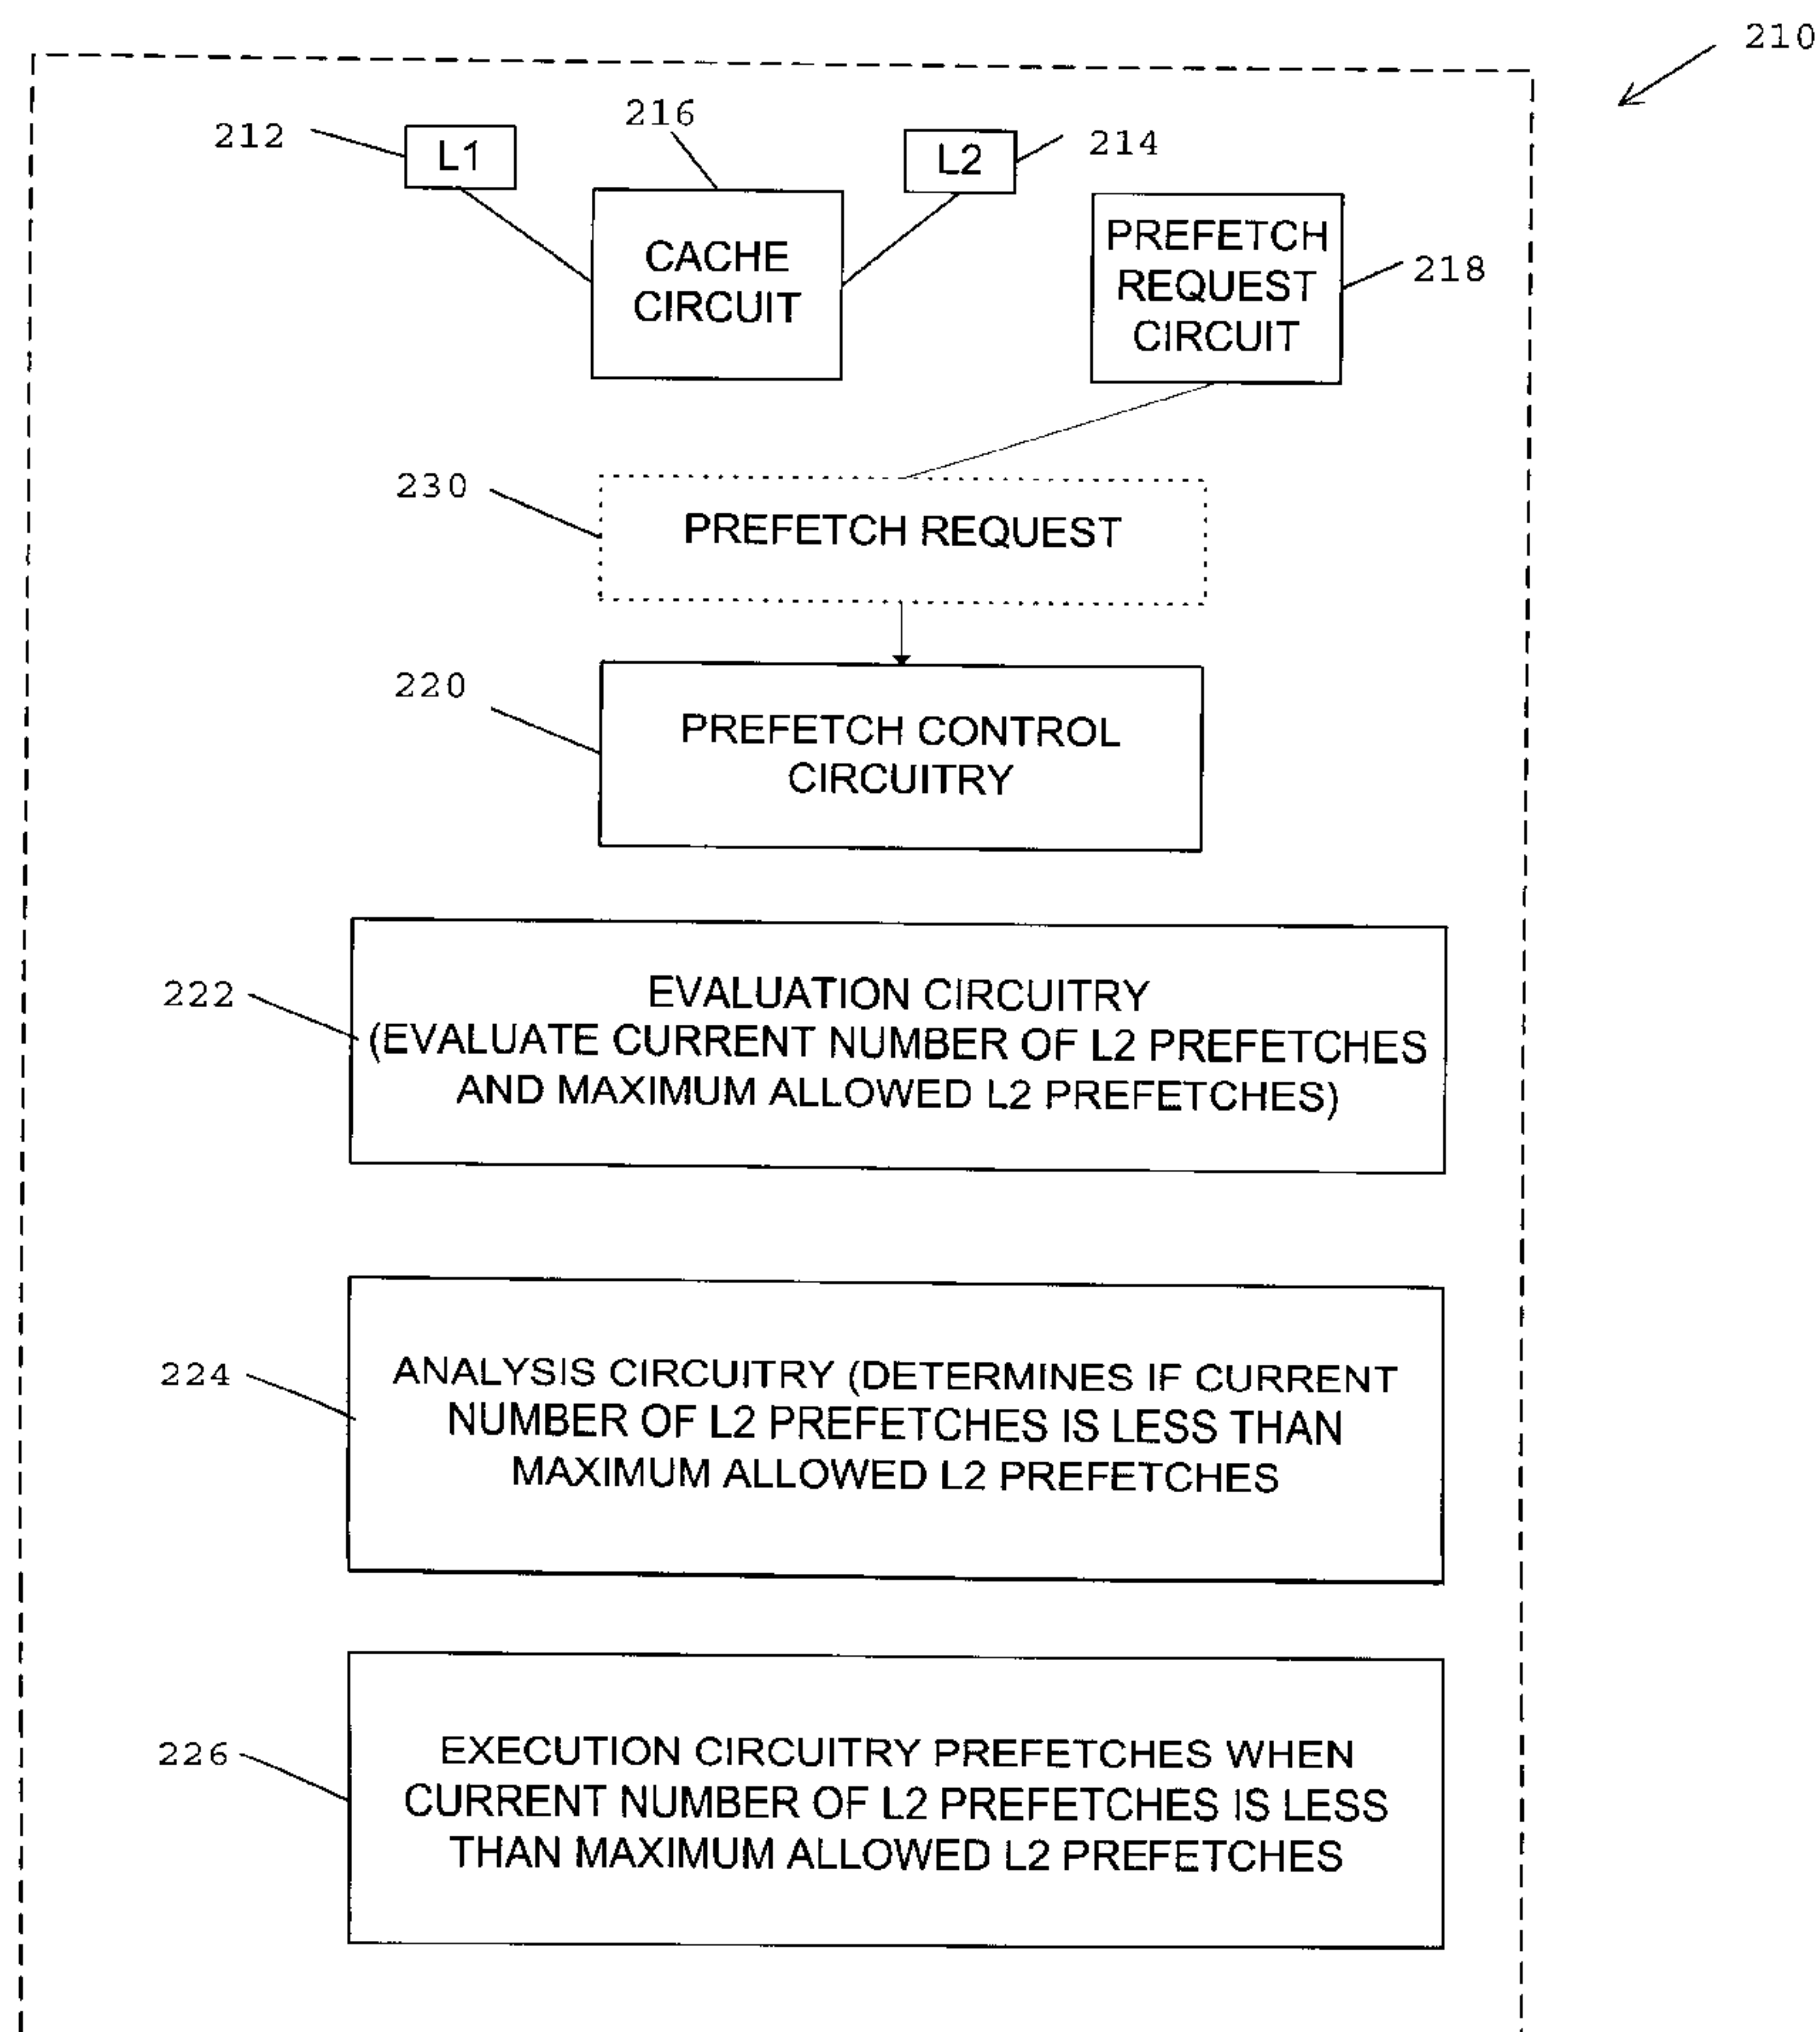 210
212
L1
216
L2
214
CACHE
CIRCUIT
PREFETCH
REQUEST
CIRCUIT
218
230
PREFETCH REQUEST
220
PREFETCH CONTROL
CIRCUITRY
222
EVALUATION CIRCUITRY
(EVALUATE CURRENT NUMBER OF L2 PREFETCHES
AND MAXIMUM ALLOWED L2 PREFETCHES)
224
ANALYSIS CIRCUITRY (DETERMINES IF CURRENT
NUMBER OF L2 PREFETCHES IS LESS THAN
MAXIMUM ALLOWED L2 PREFETCHES
226
EXECUTION CIRCUITRY PREFETCHES WHEN
CURRENT NUMBER OF L2 PREFETCHES IS LESS
THAN MAXIMUM ALLOWED L2 PREFETCHES